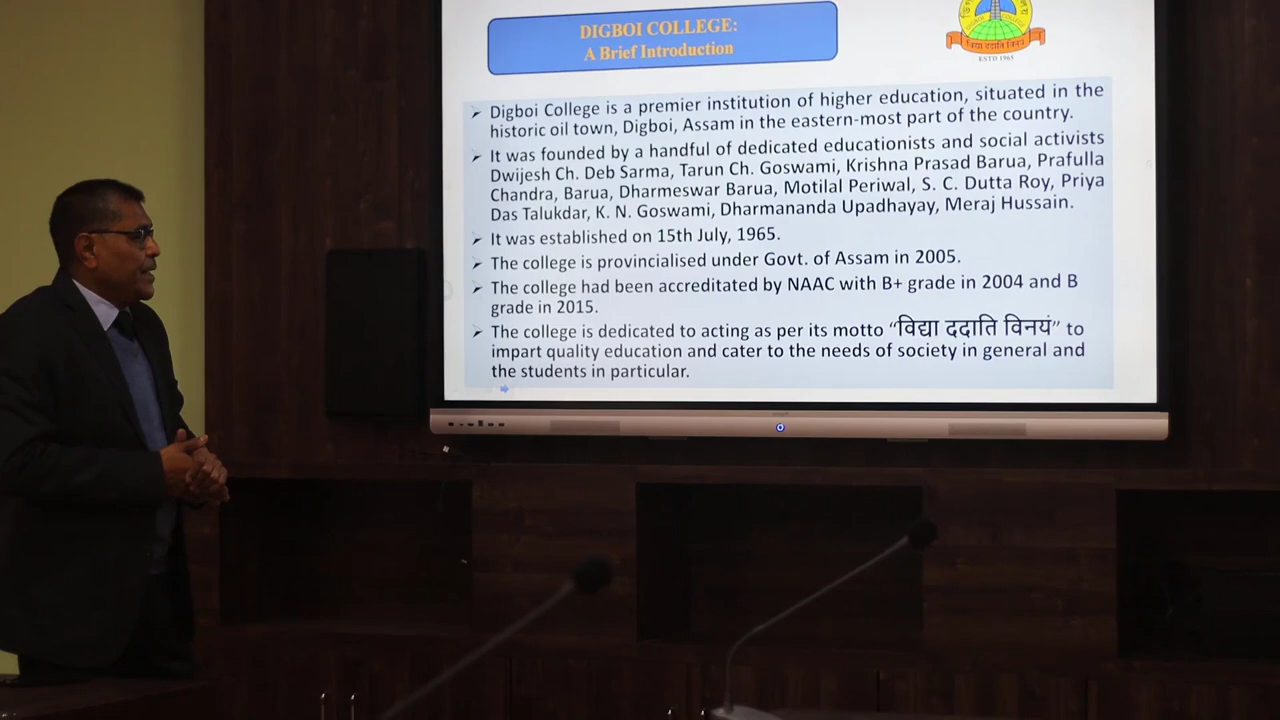 DIGBOI COLLEGE:
A Brief Introduction
विद्या ददाति विनयं
ESTD 1965
➢ Digboi College is a premier institution of higher education, situated in the
historic oil town, Digboi, Assam in the eastern-most part of the country.
➢ It was founded by a handful of dedicated educationists and social activists
Dwijesh Ch. Deb Sarma, Tarun Ch. Goswami, Krishna Prasad Barua, Prafulla
Chandra, Barua, Dharmeswar Barua, Motilal Periwal, S. C. Dutta Roy, Priya
Das Talukdar, K. N. Goswami, Dharmananda Upadhayay, Meraj Hussain.
➢ It was established on 15th July, 1965.
➢ The college is provincialised under Govt. of Assam in 2005.
➢ The college had been accreditated by NAAC with B+ grade in 2004 and B
grade in 2015.
➢ The college is dedicated to acting as per its motto “विद्या ददाति विनयं” to
impart quality education and cater to the needs of society in general and
the students in particular.